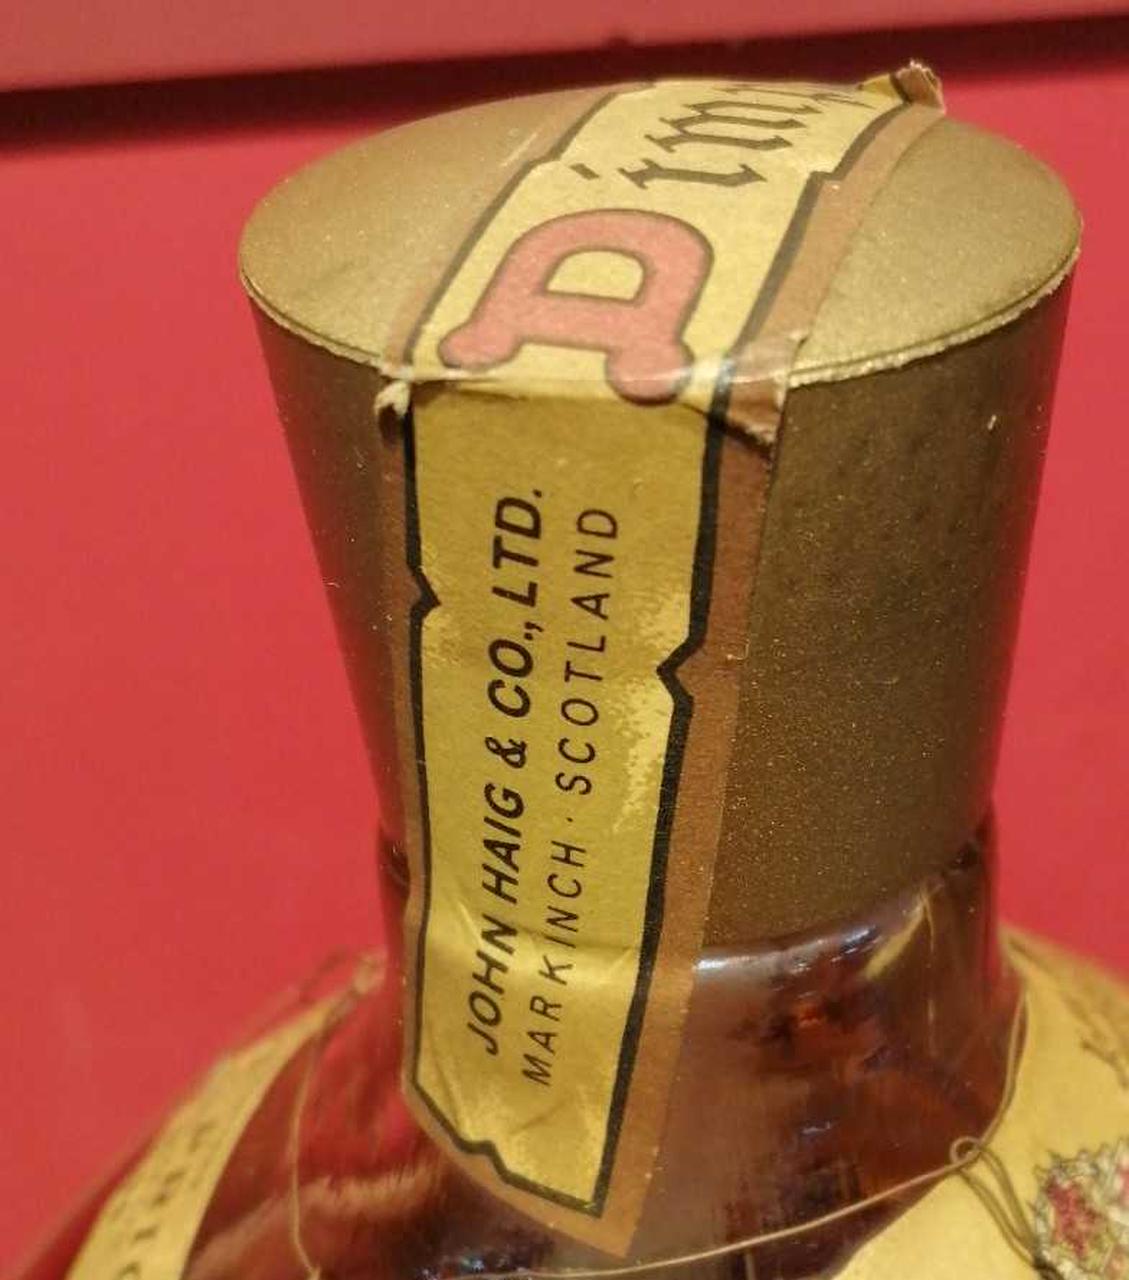 A
JOHN HAIG & CO., LTD.
MARKINCH · SCOTLAND